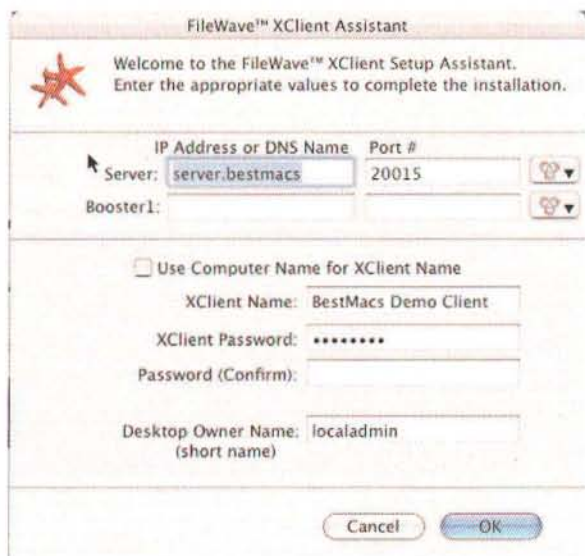 FileWave™ XClient Assistant
Welcome to the FileWave™ XClient Setup Assistant.
Enter the appropriate values to complete the installation.
IP Address or DNS Name Port #
Server: server.bestmacs 20015
Booster1:
Use Computer Name for XClient Name
XClient Name: BestMacs Demo Client
XClient Password: ••••••••
Password (Confirm):
Desktop Owner Name: localadmin
(short name)
Cancel OK